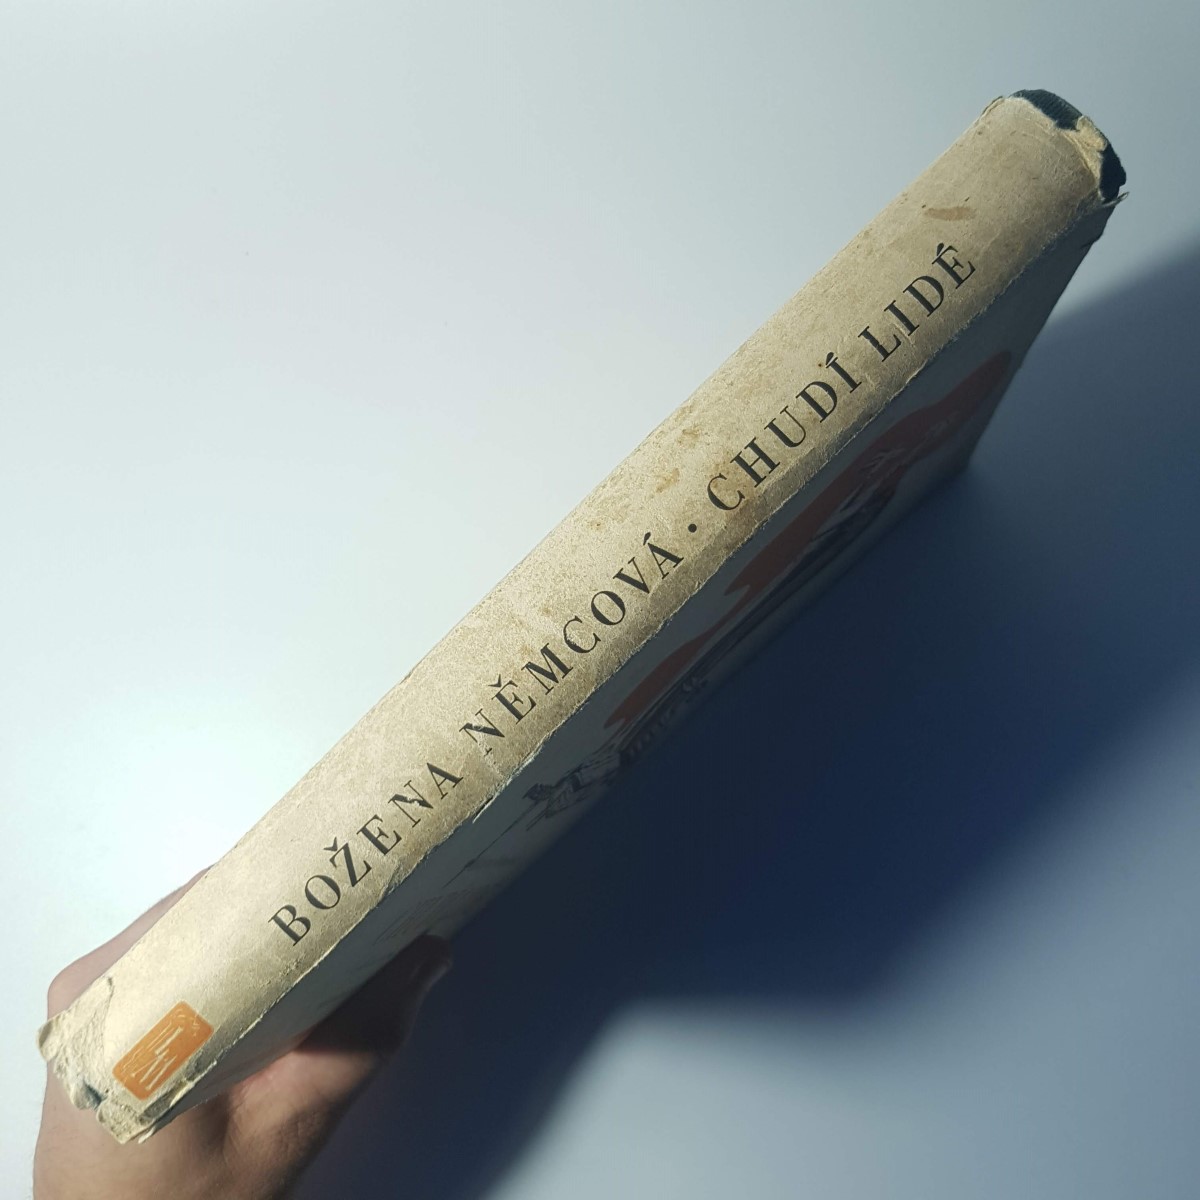 BOŽENA NĚMCOVÁ · CHUDÍ LIDÉ